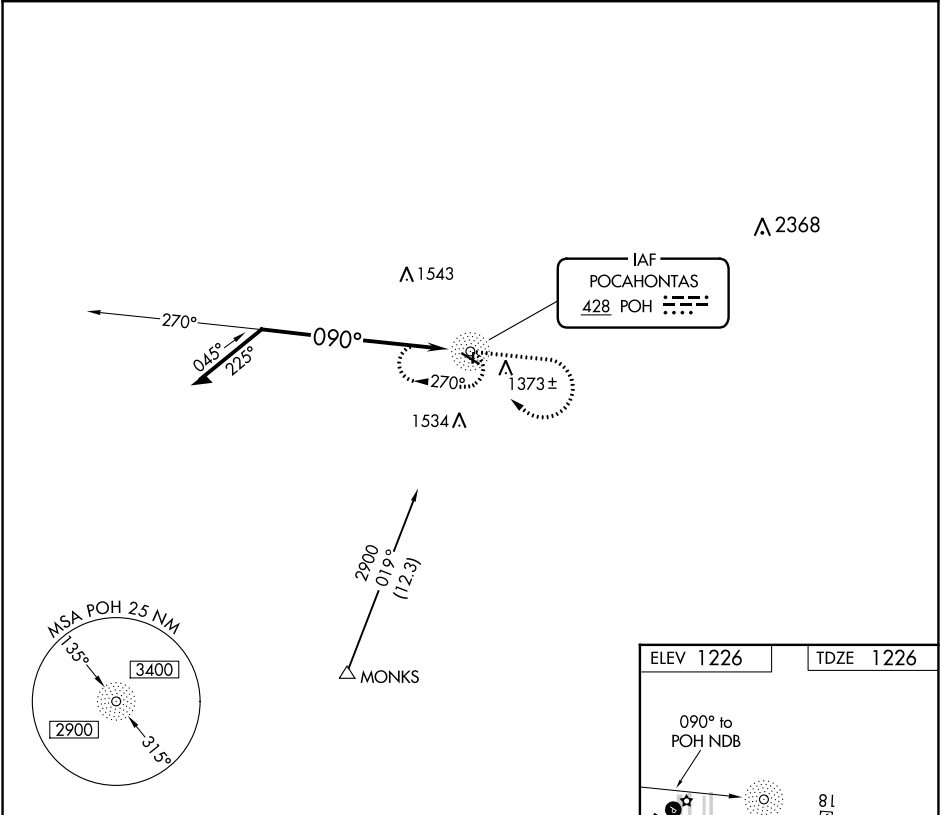 2368
1543
IAF
POCAHONTAS
428 POH
270°
090°
045°
225°
270°
1373±
1534
2900
019°
(12.3)
MONKS
MSA POH 25 NM
135°
3400
2900
315°
ELEV 1226
TDZE 1226
090° to
POH NDB
18